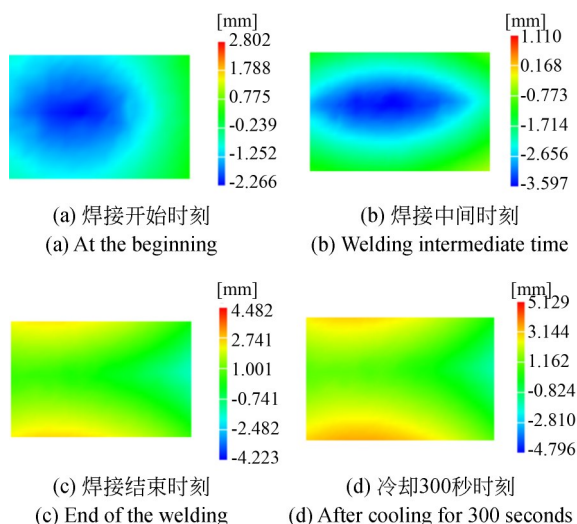 [mm]
2.802
1.788
0.775
-0.239
-1.252
-2.266
(a) 焊接开始时刻
(a) At the beginning
[mm]
1.110
0.168
-0.773
-1.714
-2.656
-3.597
(b) 焊接中间时刻
(b) Welding intermediate time
[mm]
4.482
2.741
1.001
-0.741
-2.482
-4.223
(c) 焊接结束时刻
(c) End of the welding
[mm]
5.129
3.144
1.162
-0.824
-2.810
-4.796
(d) 冷却300秒时刻
(d) After cooling for 300 seconds